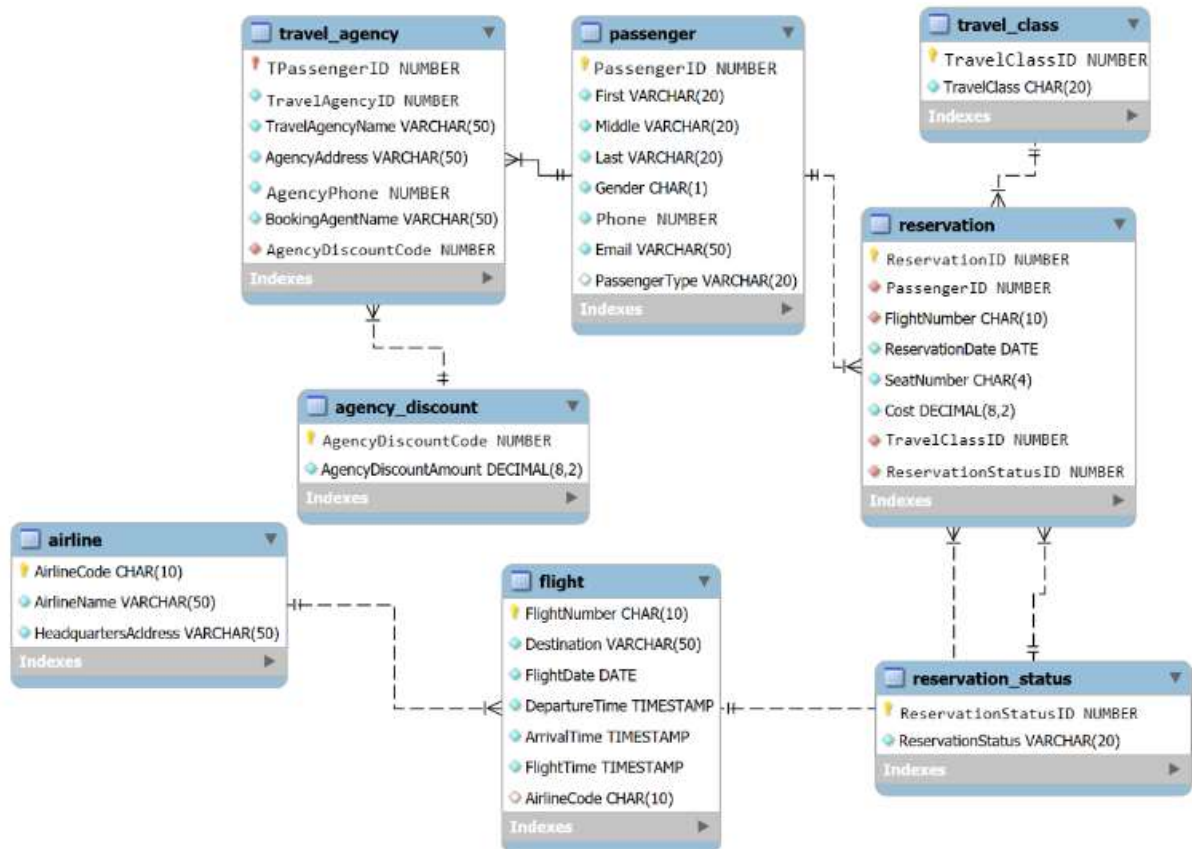 travel_agency
TPassengerID NUMBER
TravelAgencyID NUMBER
TravelAgencyName VARCHAR(50)
AgencyAddress VARCHAR(50)
AgencyPhone NUMBER
BookingAgentName VARCHAR(50)
AgencyDiscountCode NUMBER
Indexes
passenger
PassengerID NUMBER
First VARCHAR(20)
Middle VARCHAR(20)
Last VARCHAR(20)
Gender CHAR(1)
Phone NUMBER
Email VARCHAR(50)
PassengerType VARCHAR(20)
Indexes
travel_class
TravelClassID NUMBER
TravelClass CHAR(20)
Indexes
reservation
ReservationID NUMBER
PassengerID NUMBER
FlightNumber CHAR(10)
ReservationDate DATE
SeatNumber CHAR(4)
Cost DECIMAL(8,2)
TravelClassID NUMBER
ReservationStatusID NUMBER
Indexes
agency_discount
AgencyDiscountCode NUMBER
AgencyDiscountAmount DECIMAL(8,2)
Indexes
airline
AirlineCode CHAR(10)
AirlineName VARCHAR(50)
HeadquartersAddress VARCHAR(50)
Indexes
flight
FlightNumber CHAR(10)
Destination VARCHAR(50)
FlightDate DATE
DepartureTime TIMESTAMP
ArrivalTime TIMESTAMP
FlightTime TIMESTAMP
AirlineCode CHAR(10)
Indexes
reservation_status
ReservationStatusID NUMBER
ReservationStatus VARCHAR(20)
Indexes